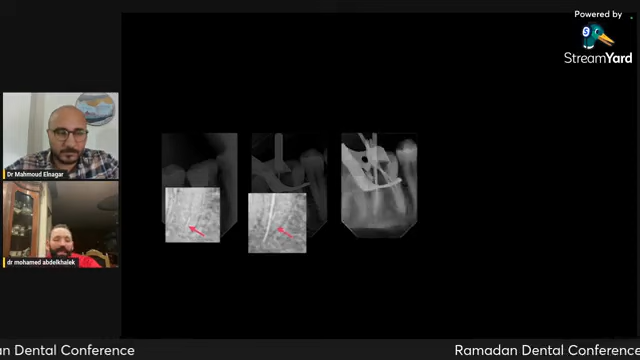 Powered by
StreamYard
Dr Mahmoud Elnagar
dr mohamed abdelkhalek
an Dental Conference
Ramadan Dental Conference